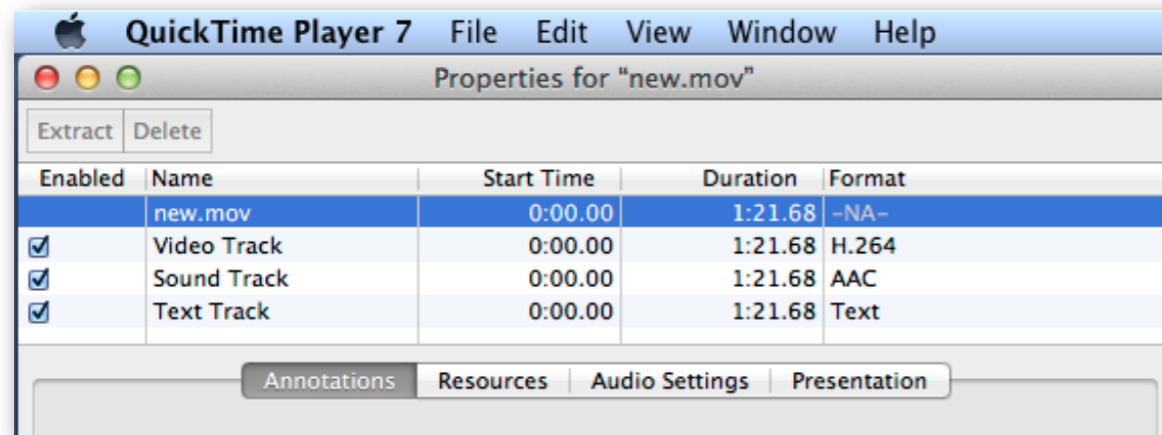 QuickTime Player 7 File Edit View Window Help
Properties for “new.mov”
Extract Delete
Enabled Name Start Time Duration Format
new.mov 0:00.00 1:21.68 -NA-
Video Track 0:00.00 1:21.68 H.264
Sound Track 0:00.00 1:21.68 AAC
Text Track 0:00.00 1:21.68 Text
Annotations Resources Audio Settings Presentation